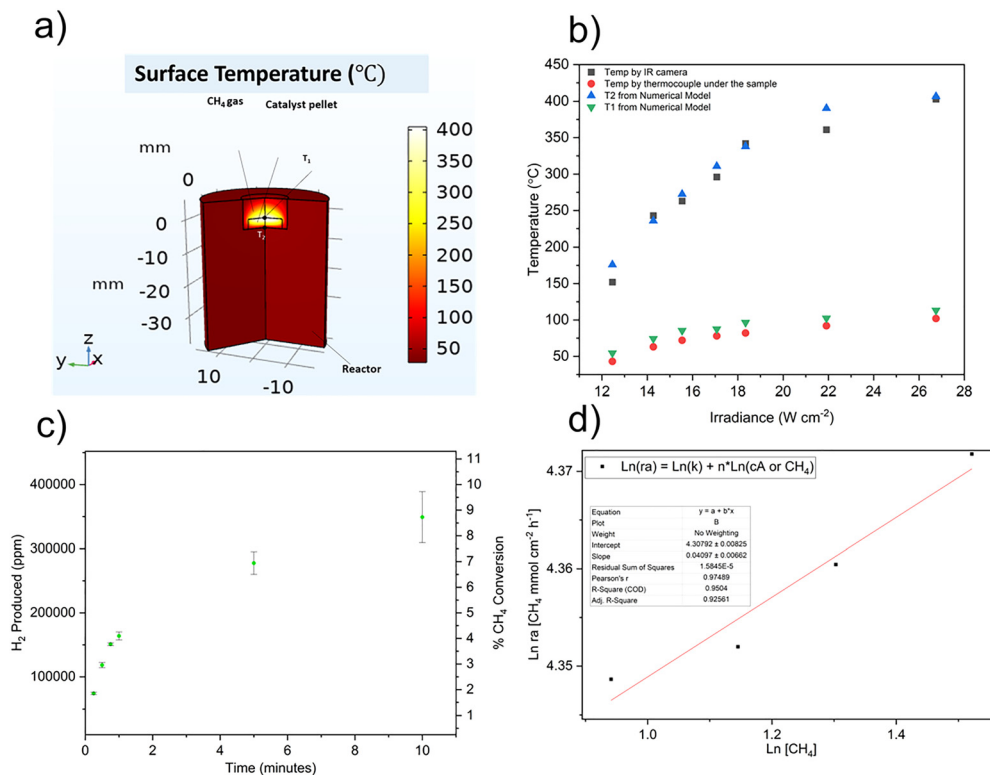 a)
Surface Temperature (°C)
CH₄ gas Catalyst pellet
T₁
mm
0
0
-10
mm
-20
-30
T₂
10
-10
Reactor
z
y x
400
350
300
250
200
150
100
50
b)
Temp by IR camera
Temp by thermocouple under the sample
T2 from Numerical Model
T1 from Numerical Model
Temperature (°C)
450
400
350
300
250
200
150
100
50
12 14 16 18 20 22 24 26 28
Irradiance (W cm⁻²)
c)
H₂ Produced (ppm)
400000
300000
200000
100000
0 2 4 6 8 10
Time (minutes)
% CH₄ Conversion
11
10
9
8
7
6
5
4
3
2
1
d)
Ln(ra) = Ln(k) + n*Ln(cA or CH₄)
Equation y = a + b*x
Plot B
Weight No Weighting
Intercept 4.30792 ± 0.00825
Slope 0.04097 ± 0.00662
Residual Sum of Squares 1.5845E-5
Pearson's r 0.97489
R-Square (COD) 0.9504
Adj. R-Square 0.92561
Ln ra [CH₄ mmol cm⁻² h⁻¹]
4.37
4.36
4.35
1.0 1.2 1.4
Ln [CH₄]